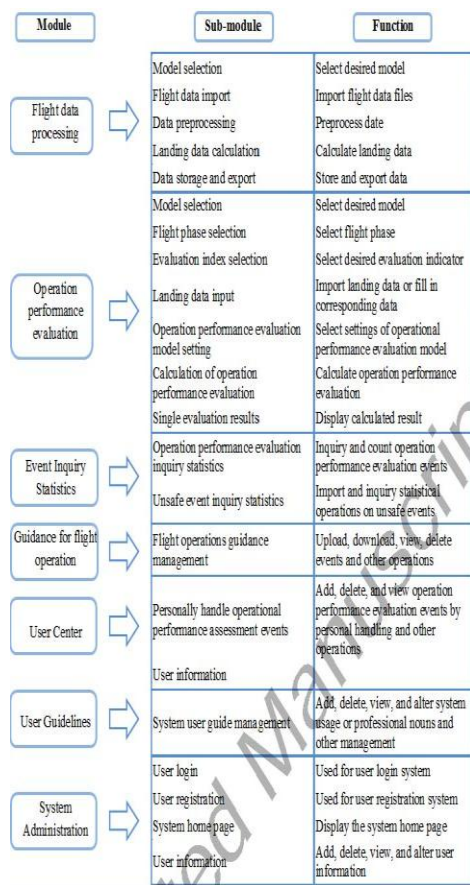 Module
Sub-module
Function
Flight data
processing
Model selection
Select desired model
Flight data import
Import flight data files
Data preprocessing
Preprocess date
Landing data calculation
Calculate landing data
Data storage and export
Store and export data
Operation
performance
evaluation
Model selection
Select desired model
Flight phase selection
Select flight phase
Evaluation index selection
Select desired evaluation indicator
Landing data input
Import landing data or fill in
corresponding data
Operation performance evaluation
model setting
Select settings of operational
performance evaluation model
Calculation of operation
performance evaluation
Calculate operation performance
evaluation
Single evaluation results
Display calculated result
Event Inquiry
Statistics
Operation performance evaluation
inquiry statistics
Inquiry and count operation
performance evaluation events
Unsafe event inquiry statistics
Import and inquiry statistical
operations on unsafe events
Guidance for flight
operation
Flight operations guidance
management
Upload, download, view, delete
events and other operations
User Center
Personally handle operational
performance assessment events
Add, delete, and view operation
performance evaluation events by
personal handling and other
operations
User information
User Guidelines
System user guide management
Add, delete, view, and alter system
usage or professional nouns and
other management
System
Administration
User login
Used for user login system
User registration
Used for user registration system
System home page
Display the system home page
User information
Add, delete, view, and alter user
information
ted Manuscrip